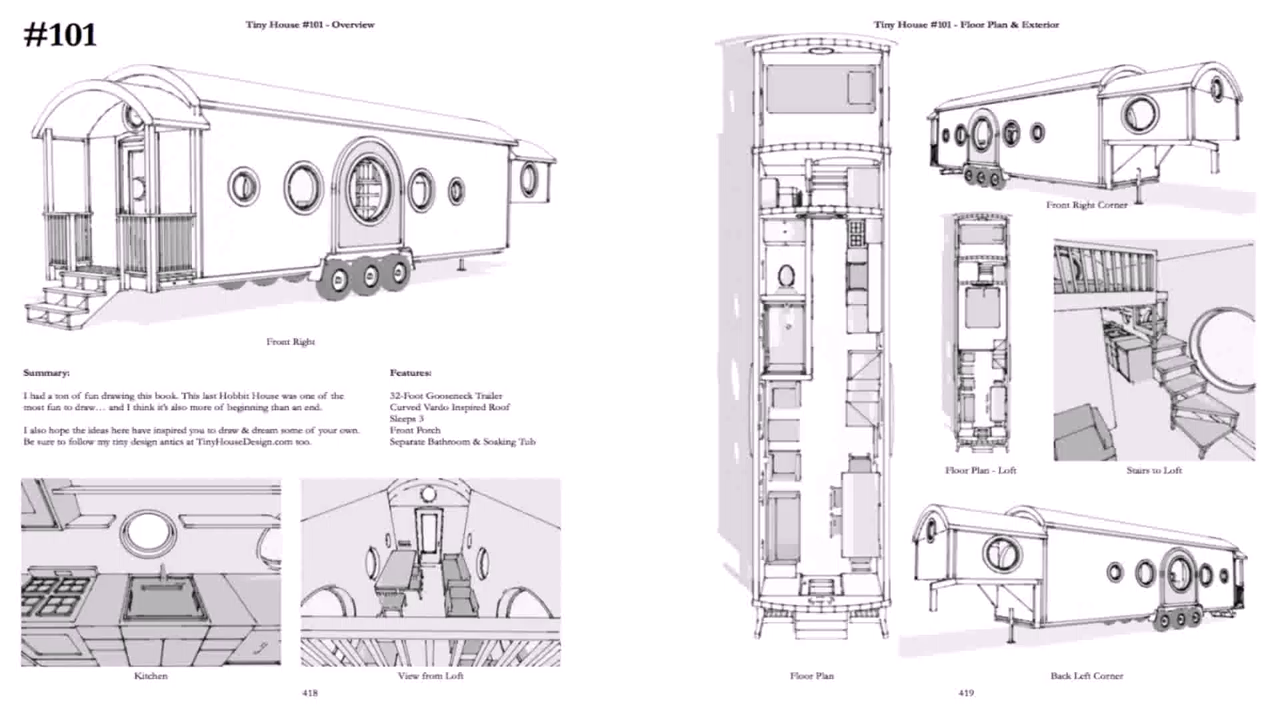 #101
Tiny House #101 - Overview
Front Right
Summary:
I had a ton of fun drawing this book. This last Hobbit House was one of the
most fun to draw… and I think it's also more of beginning than an end.
I also hope the ideas here have inspired you to draw & dream some of your own.
Be sure to follow my tiny design antics at TinyHouseDesign.com too.
Features:
32-Foot Gooseneck Trailer
Curved Vardo Inspired Roof
Sleeps 3
Front Porch
Separate Bathroom & Soaking Tub
Kitchen
View from Loft
418
Tiny House #101 - Floor Plan & Exterior
Front Right Corner
Floor Plan - Loft
Stairs to Loft
Floor Plan
Back Left Corner
419